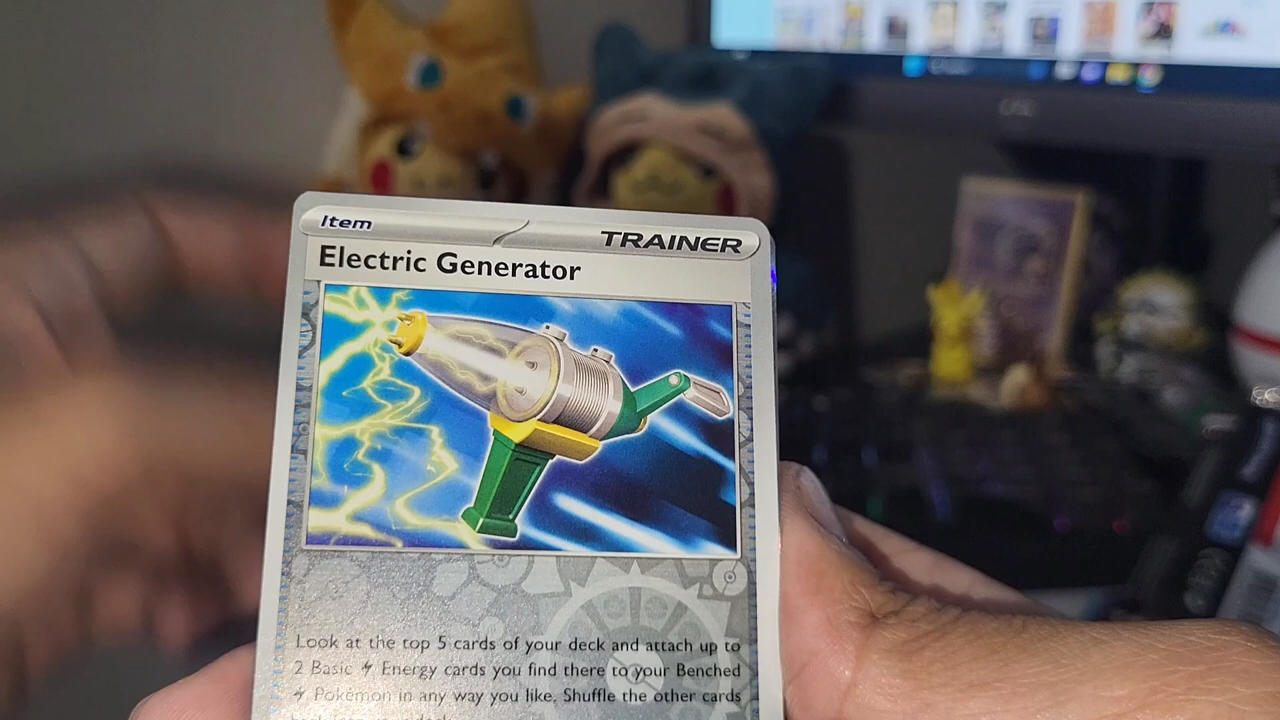 Item
TRAINER
Electric Generator
Look at the top 5 cards of your deck and attach up to
2 Basic Energy cards you find there to your Benched
Pokémon in any way you like. Shuffle the other cards